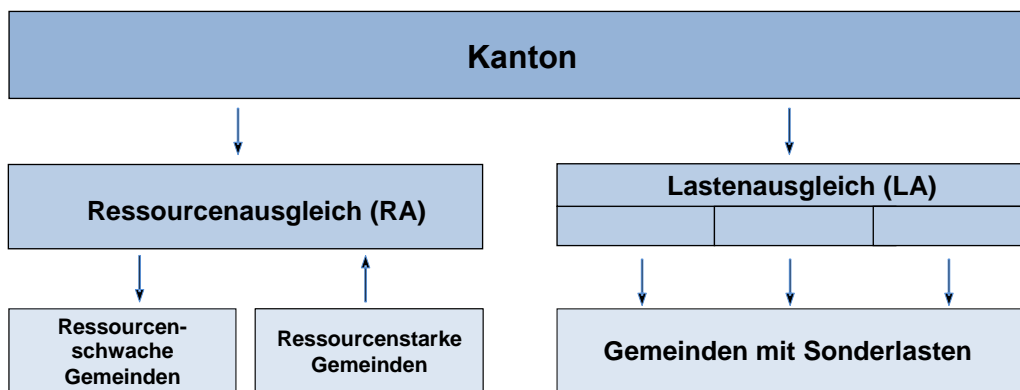 Kanton
Ressourcenausgleich (RA)
Lastenausgleich (LA)
Ressourcen-
schwache
Gemeinden
Ressourcenstarke
Gemeinden
Gemeinden mit Sonderlasten